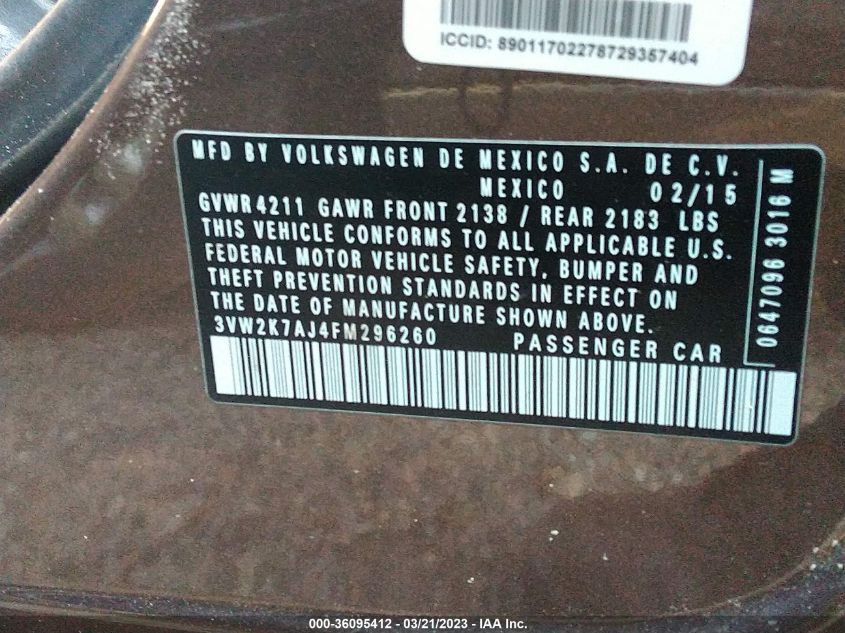 ICCID: 89011702278729357404
MFD BY VOLKSWAGEN DE MEXICO S.A. DE C.V.
MEXICO 02/15
GVWR 4211 GAWR FRONT 2138 / REAR 2183 LBS
THIS VEHICLE CONFORMS TO ALL APPLICABLE U.S.
FEDERAL MOTOR VEHICLE SAFETY, BUMPER AND
THEFT PREVENTION STANDARDS IN EFFECT ON
THE DATE OF MANUFACTURE SHOWN ABOVE.
3VW2K7AJ4FM296260 PASSENGER CAR
0647096 3016 M
000-36095412 - 03/21/2023 - IAA Inc.